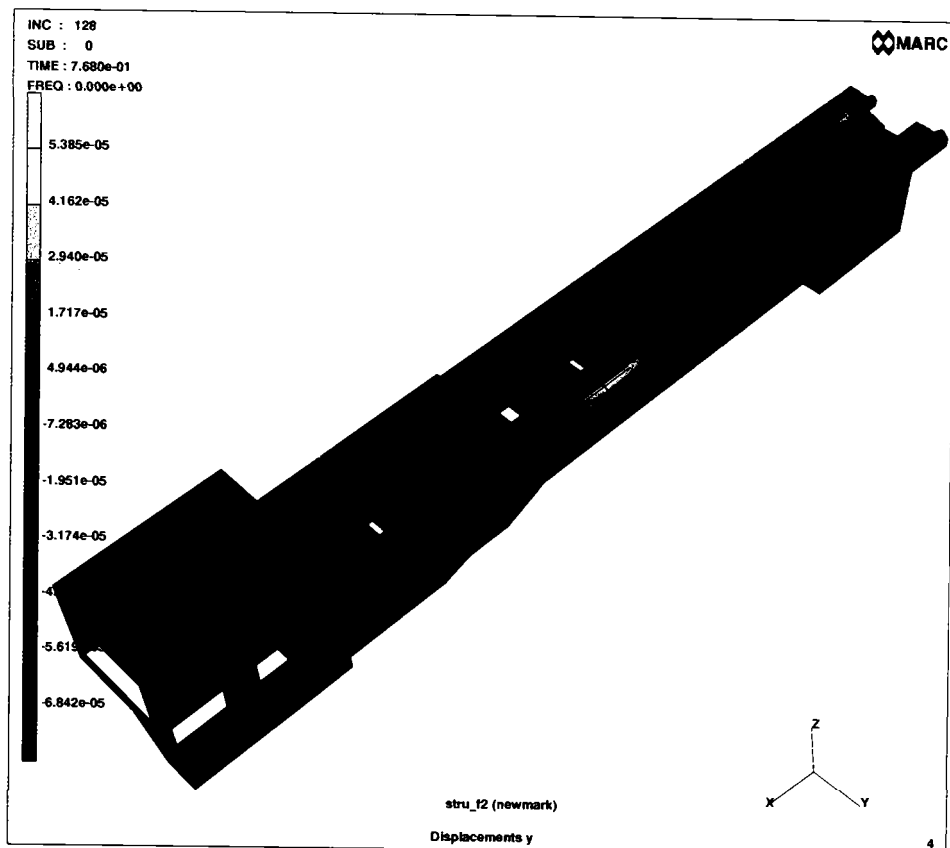 INC : 128
SUB : 0
TIME : 7.680e-01
FREQ : 0.000e+00
MARC
5.385e-05
4.162e-05
2.940e-05
1.717e-05
4.944e-06
-7.283e-06
-1.951e-05
-3.174e-05
-5.619
-6.842e-05
Z
X
Y
stru_f2 (newmark)
Displacements y
4